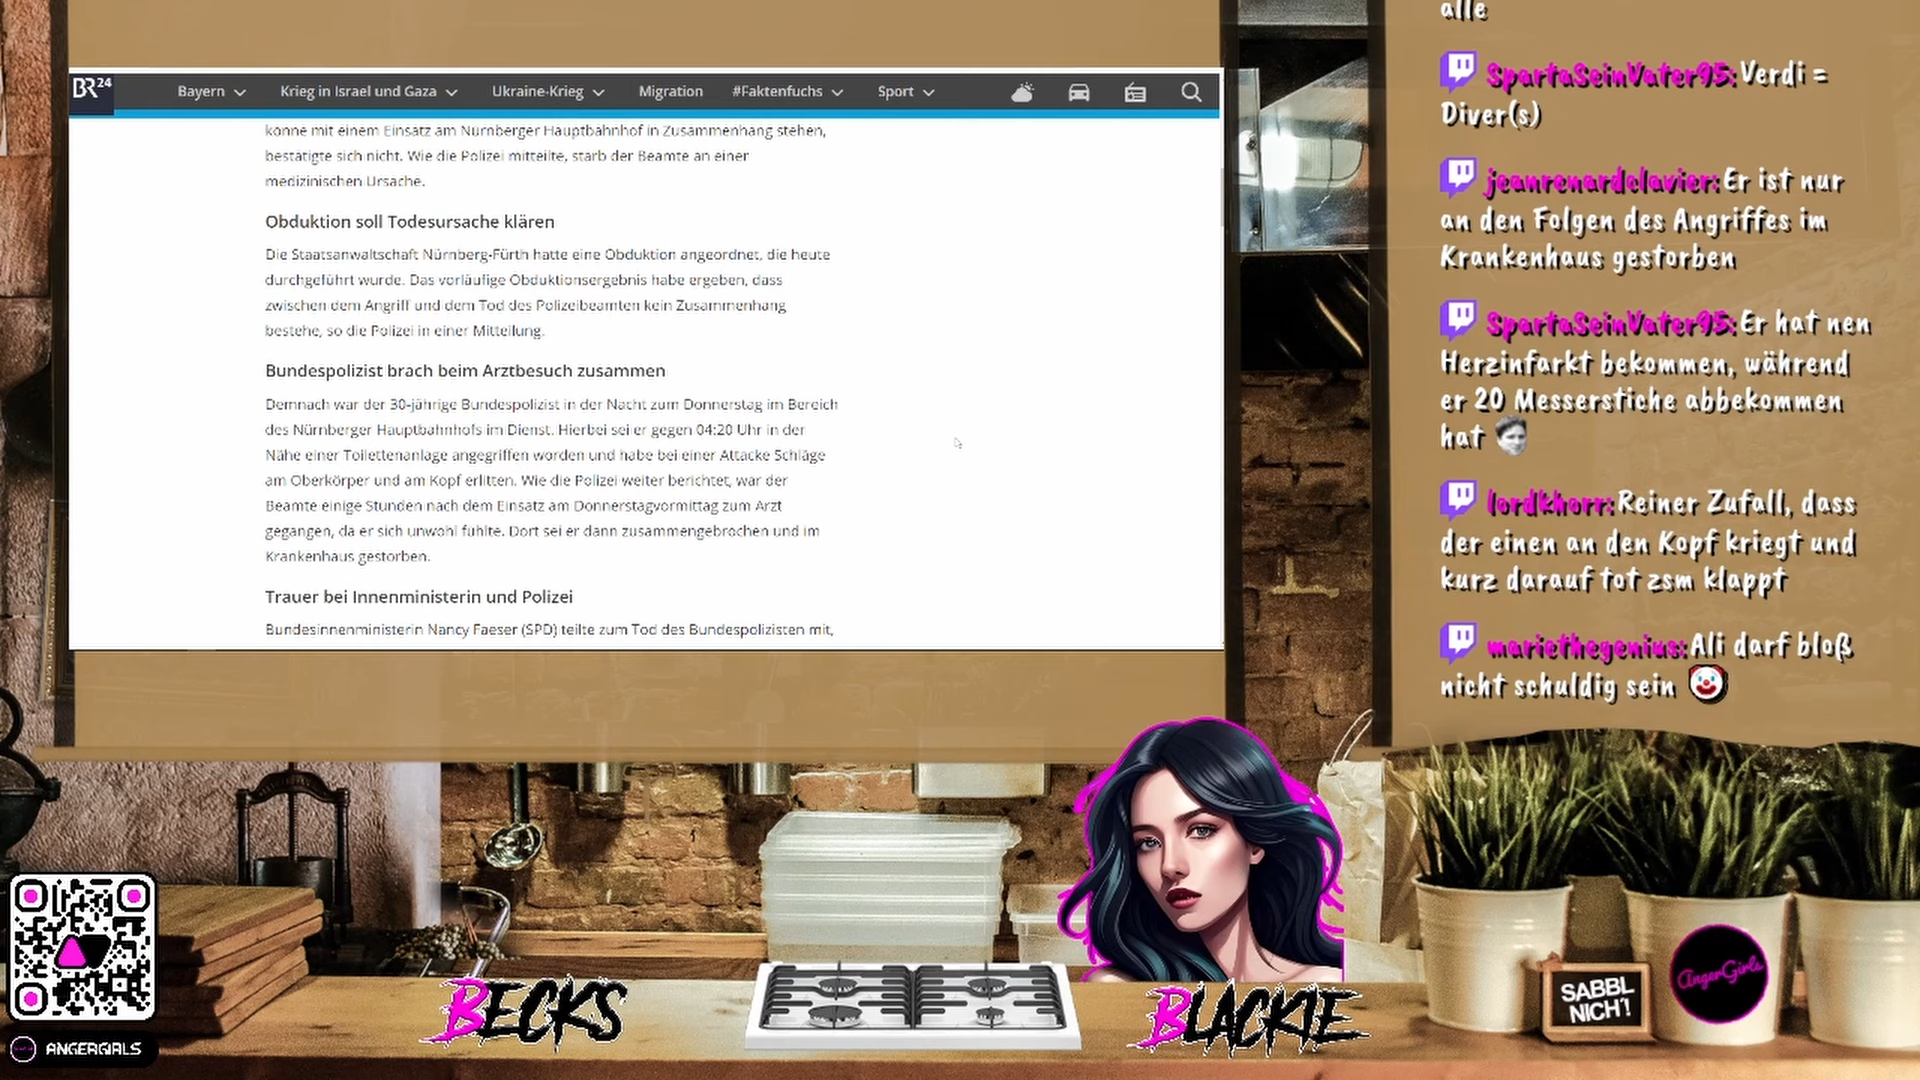 BR24
Bayern
Krieg in Israel und Gaza
Ukraine-Krieg
Migration
#Faktenfuchs
Sport
könne mit einem Einsatz am Nürnberger Hauptbahnhof in Zusammenhang stehen,
bestätigte sich nicht. Wie die Polizei mitteilte, starb der Beamte an einer
medizinischen Ursache.
Obduktion soll Todesursache klären
Die Staatsanwaltschaft Nürnberg-Fürth hatte eine Obduktion angeordnet, die heute
durchgeführt wurde. Das vorläufige Obduktionsergebnis habe ergeben, dass
zwischen dem Angriff und dem Tod des Polizeibeamten kein Zusammenhang
bestehe, so die Polizei in einer Mitteilung.
Bundespolizist brach beim Arztbesuch zusammen
Demnach war der 30-jährige Bundespolizist in der Nacht zum Donnerstag im Bereich
des Nürnberger Hauptbahnhofs im Dienst. Hierbei sei er gegen 04:20 Uhr in der
Nähe einer Toilettenanlage angegriffen worden und habe bei einer Attacke Schläge
am Oberkörper und am Kopf erlitten. Wie die Polizei weiter berichtet, war der
Beamte einige Stunden nach dem Einsatz am Donnerstagvormittag zum Arzt
gegangen, da er sich unwohl fühlte. Dort sei er dann zusammengebrochen und im
Krankenhaus gestorben.
Trauer bei Innenministerin und Polizei
Bundesinnenministerin Nancy Faeser (SPD) teilte zum Tod des Bundespolizisten mit,
alle
SpartaSeinVater95: Verdi =
Diver(s)
jeanrenardclavier: Er ist nur
an den Folgen des Angriffes im
Krankenhaus gestorben
SpartaSeinVater95: Er hat nen
Herzinfarkt bekommen, während
er 20 Messerstiche abbekommen
hat
lordkhorr: Reiner Zufall, dass
der einen an den Kopf kriegt und
kurz darauf tot zsm klappt
mariethegenius: Ali darf bloß
nicht schuldig sein
ANGERGIRLS
BECKS
BLACKIE
SABBL
NICH'!
AngerGirls